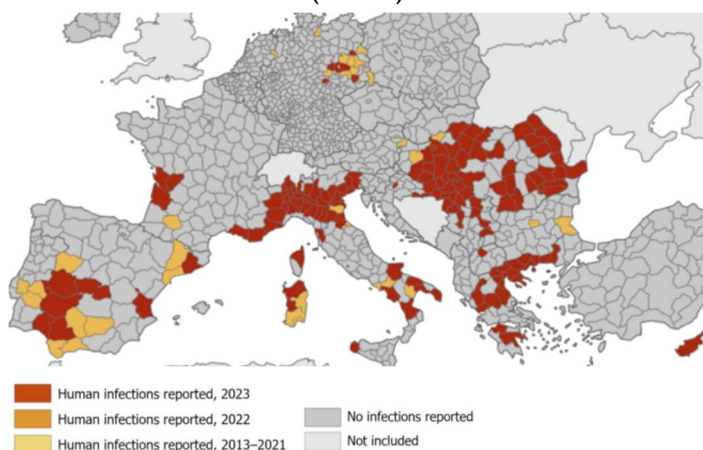 Human infections reported, 2023
Human infections reported, 2022
Human infections reported, 2013–2021
No infections reported
Not included